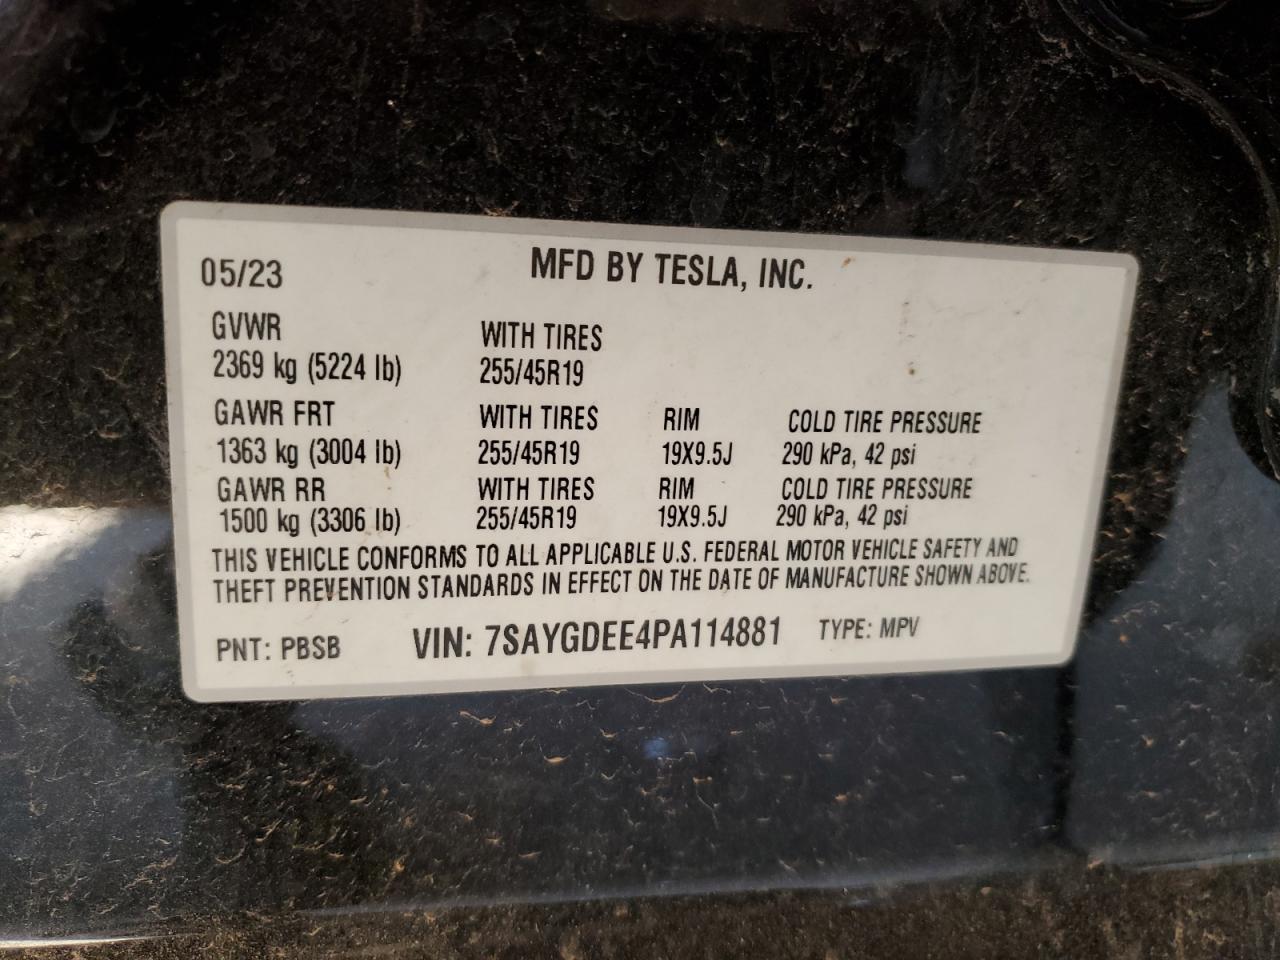 05/23 MFD BY TESLA, INC.
GVWR WITH TIRES
2369 kg (5224 lb) 255/45R19
GAWR FRT WITH TIRES RIM COLD TIRE PRESSURE
1363 kg (3004 lb) 255/45R19 19X9.5J 290 kPa, 42 psi
GAWR RR WITH TIRES RIM COLD TIRE PRESSURE
1500 kg (3306 lb) 255/45R19 19X9.5J 290 kPa, 42 psi
THIS VEHICLE CONFORMS TO ALL APPLICABLE U.S. FEDERAL MOTOR VEHICLE SAFETY AND
THEFT PREVENTION STANDARDS IN EFFECT ON THE DATE OF MANUFACTURE SHOWN ABOVE.
PNT: PBSB VIN: 7SAYGDEE4PA114881 TYPE: MPV